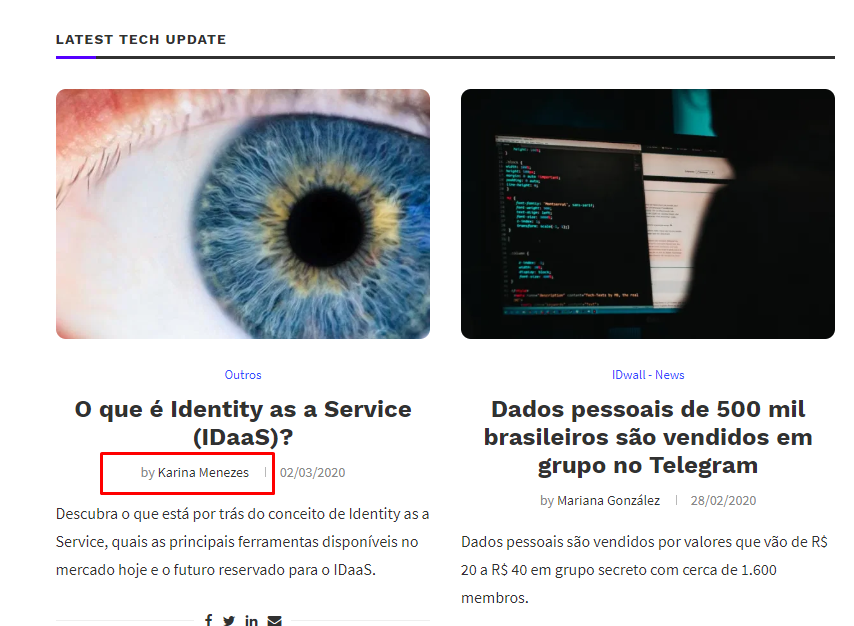 LATEST TECH UPDATE
Outros
O que é Identity as a Service
(IDaaS)?
by Karina Menezes | 02/03/2020
Descubra o que está por trás do conceito de Identity as a
Service, quais as principais ferramentas disponíveis no
mercado hoje e o futuro reservado para o IDaaS.
IDwall - News
Dados pessoais de 500 mil
brasileiros são vendidos em
grupo no Telegram
by Mariana González | 28/02/2020
Dados pessoais são vendidos por valores que vão de R$
20 a R$ 40 em grupo secreto com cerca de 1.600
membros.